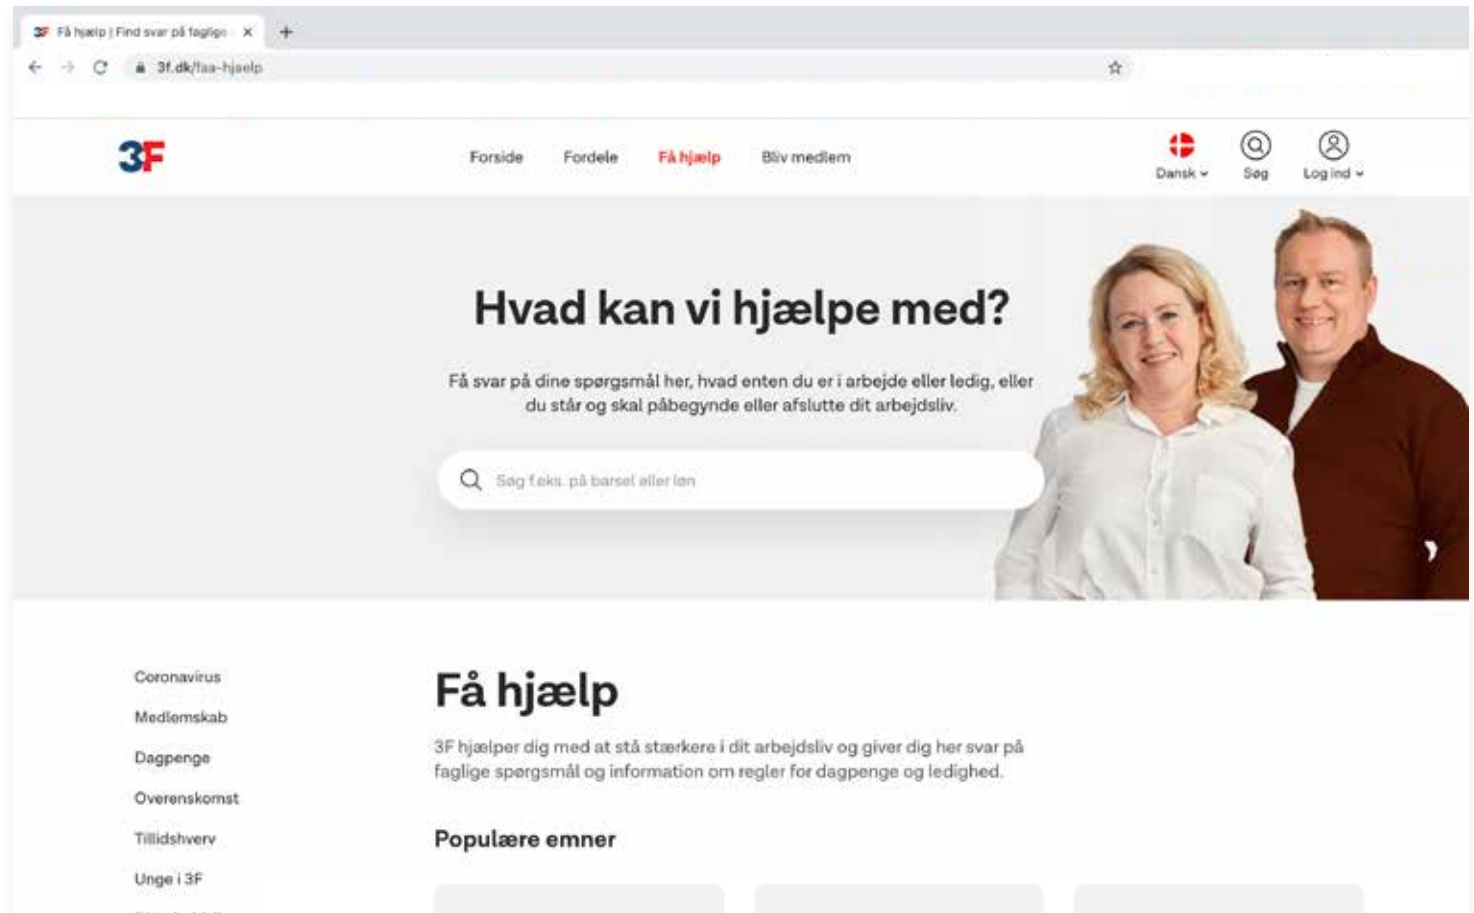 3F Få hjælp | Find svar på faglige
3f.dk/faa-hjaelp
3F
Forside Fordele Få hjælp Bliv medlem
Dansk Søg Log ind
Hvad kan vi hjælpe med?
Få svar på dine spørgsmål her, hvad enten du er i arbejde eller ledig, eller
du står og skal påbegynde eller afslutte dit arbejdsliv.
Søg f.eks. på barsel eller løn
Coronavirus
Medlemskab
Dagpenge
Overenskomst
Tillidshverv
Unge i 3F
Få hjælp
3F hjælper dig med at stå stærkere i dit arbejdsliv og giver dig her svar på
faglige spørgsmål og information om regler for dagpenge og ledighed.
Populære emner